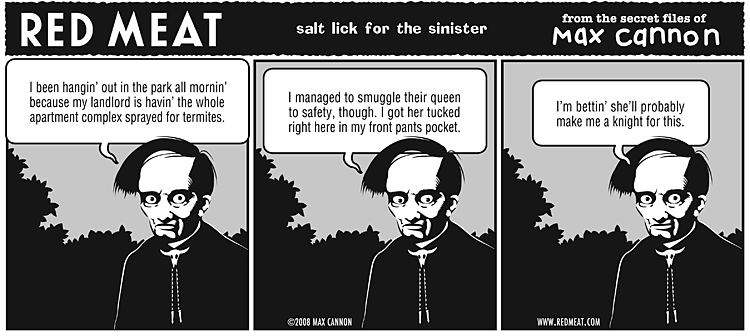 RED MEAT
salt lick for the sinister
from the secret files of
Max cannon
I been hangin' out in the park all mornin'
because my landlord is havin' the whole
apartment complex sprayed for termites.
I managed to smuggle their queen
to safety, though. I got her tucked
right here in my front pants pocket.
©2008 MAX CANNON
I'm bettin' she'll probably
make me a knight for this.
WWW.REDMEAT.COM